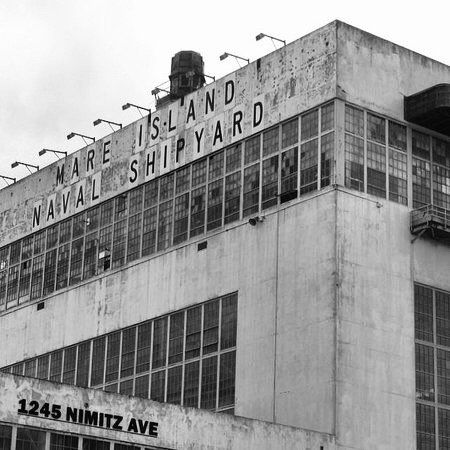 MARE ISLAND
NAVAL SHIPYARD
1245 NIMITZ AVE